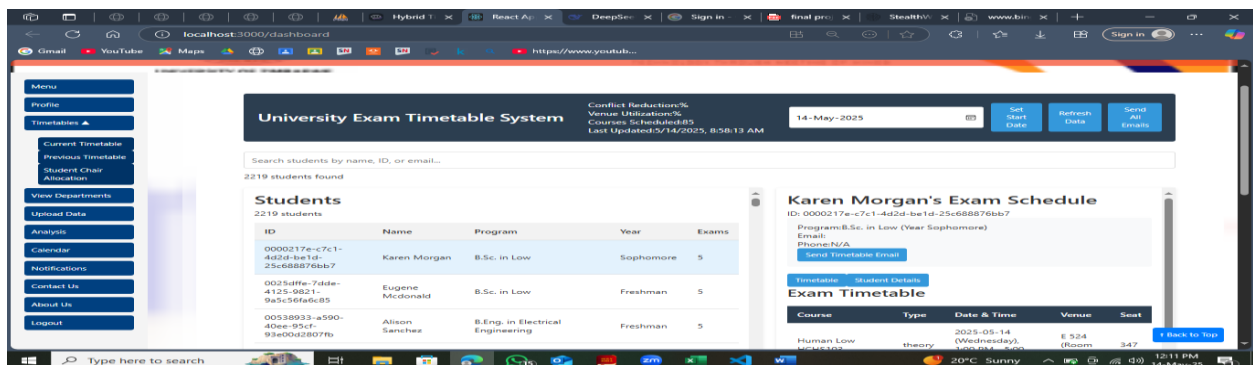 Hybrid T
React Ap
DeepSee
Sign in -
final proj
StealthW
www.bin
localhost:3000/dashboard
Sign in
Gmail
YouTube
Maps
SN
SN
https://www.youtub...
Menu
Profile
Timetables ▲
Current Timetable
Previous Timetable
Student Chair
Allocation
View Departments
Upload Data
Analysis
Calendar
Notifications
Contact Us
About Us
Logout
University Exam Timetable System
Conflict Reduction:%
Venue Utilization:%
Courses Scheduled:85
Last Updated:5/14/2025, 8:58:13 AM
14-May-2025
Set
Start
Date
Refresh
Data
Send
All
Emails
Search students by name, ID, or email...
2219 students found
Students
2219 students
ID Name Program Year Exams
0000217e-c7c1-
4d2d-be1d-
25c688876bb7
Karen Morgan B.Sc. in Low Sophomore 5
0025dffe-7dde-
4125-9821-
9a5c56fa6c85
Eugene
Mcdonald
B.Sc. in Low Freshman 5
00538933-a590-
40ee-95cf-
93e00d2807fb
Alison
Sanchez
B.Eng. in Electrical
Engineering
Freshman 5
Karen Morgan's Exam Schedule
ID: 0000217e-c7c1-4d2d-be1d-25c688876bb7
Program:B.Sc. in Low (Year Sophomore)
Email:
Phone:N/A
Send Timetable Email
Timetable Student Details
Exam Timetable
Course Type Date & Time Venue Seat
Human Low
theory
2025-05-14
(Wednesday),
E 524
(Room
347
↑ Back to Top
Type here to search
zm
20°C Sunny
12:11 PM
14-May-25